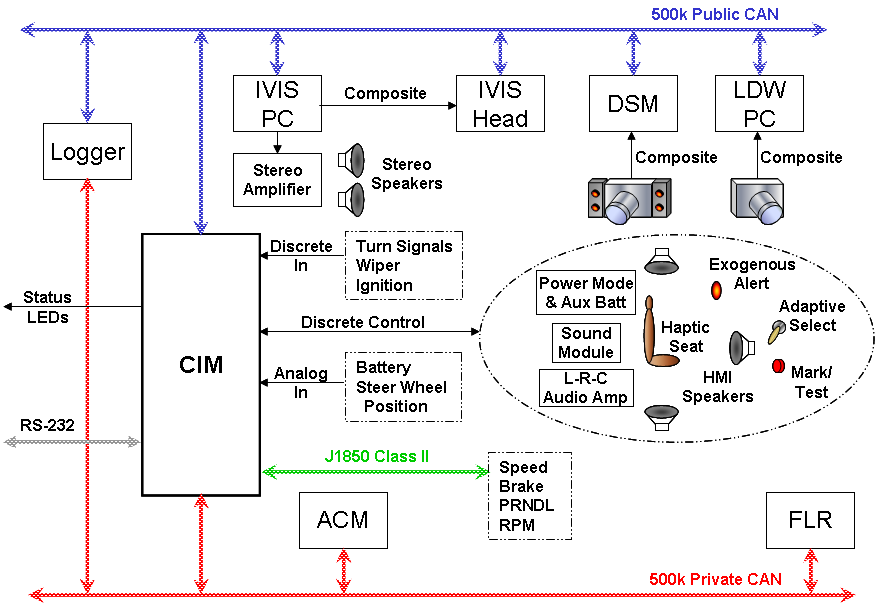 500k Public CAN
IVIS
PC
Composite
IVIS
Head
DSM
LDW
PC
Logger
Stereo
Amplifier
Stereo
Speakers
Composite
Composite
Discrete
In
Turn Signals
Wiper
Ignition
Status
LEDs
CIM
Discrete Control
Analog
In
Battery
Steer Wheel
Position
Power Mode
& Aux Batt
Sound
Module
L-R-C
Audio Amp
Haptic
Seat
Exogenous
Alert
Adaptive
Select
HMI
Speakers
Mark/
Test
RS-232
J1850 Class II
Speed
Brake
PRNDL
RPM
ACM
FLR
500k Private CAN